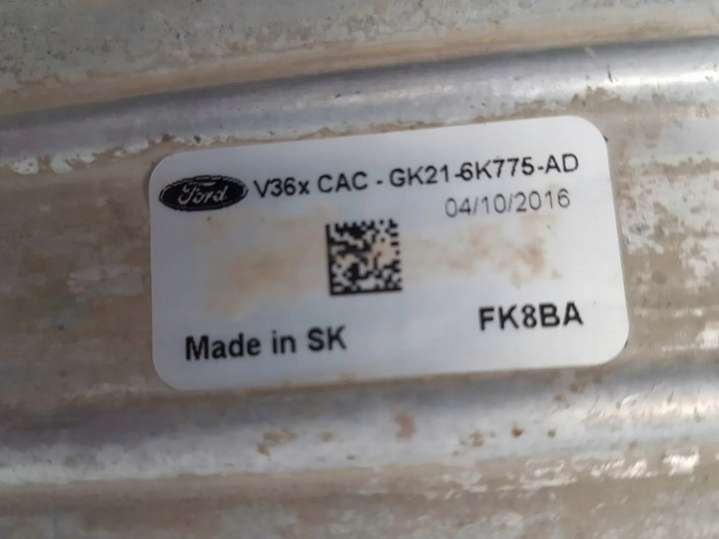 Ford V36x CAC - GK21-6K775-AD
04/10/2016
Made in SK FK8BA